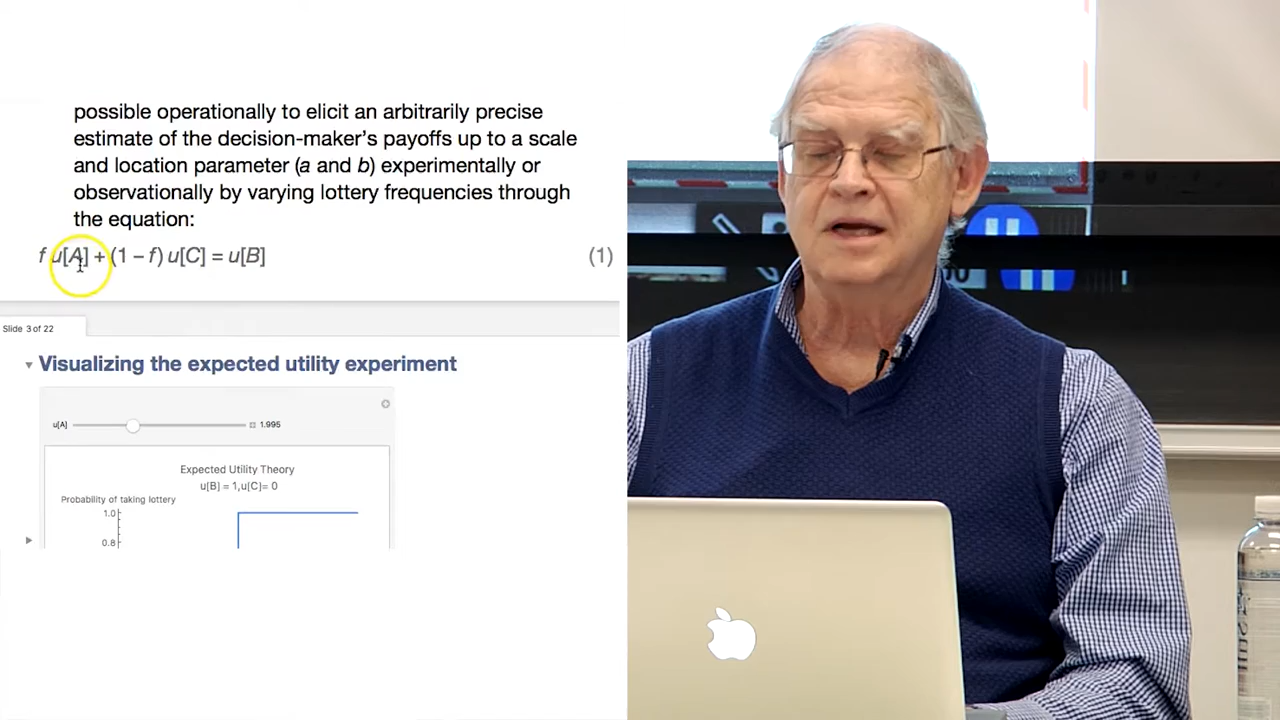 possible operationally to elicit an arbitrarily precise
estimate of the decision-maker's payoffs up to a scale
and location parameter (a and b) experimentally or
observationally by varying lottery frequencies through
the equation:
f u[A] + (1 – f) u[C] = u[B] (1)
Slide 3 of 22
Visualizing the expected utility experiment
u[A] 1.995
Expected Utility Theory
u[B] = 1,u[C]= 0
Probability of taking lottery
1.0
0.8